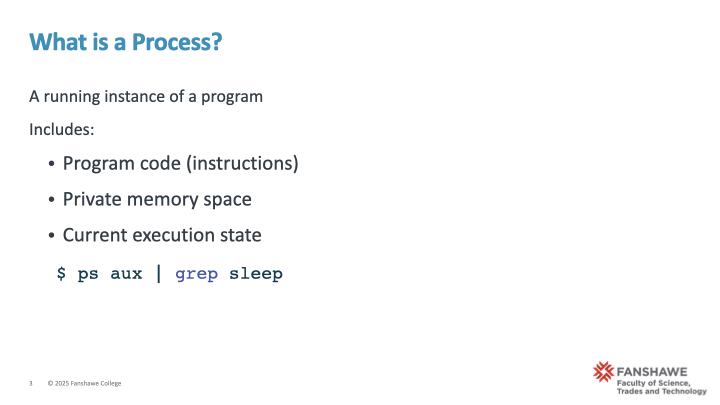 What is a Process?
A running instance of a program
Includes:
• Program code (instructions)
• Private memory space
• Current execution state
$ ps aux | grep sleep
3 © 2025 Fanshawe College
FANSHAWE
Faculty of Science,
Trades and Technology